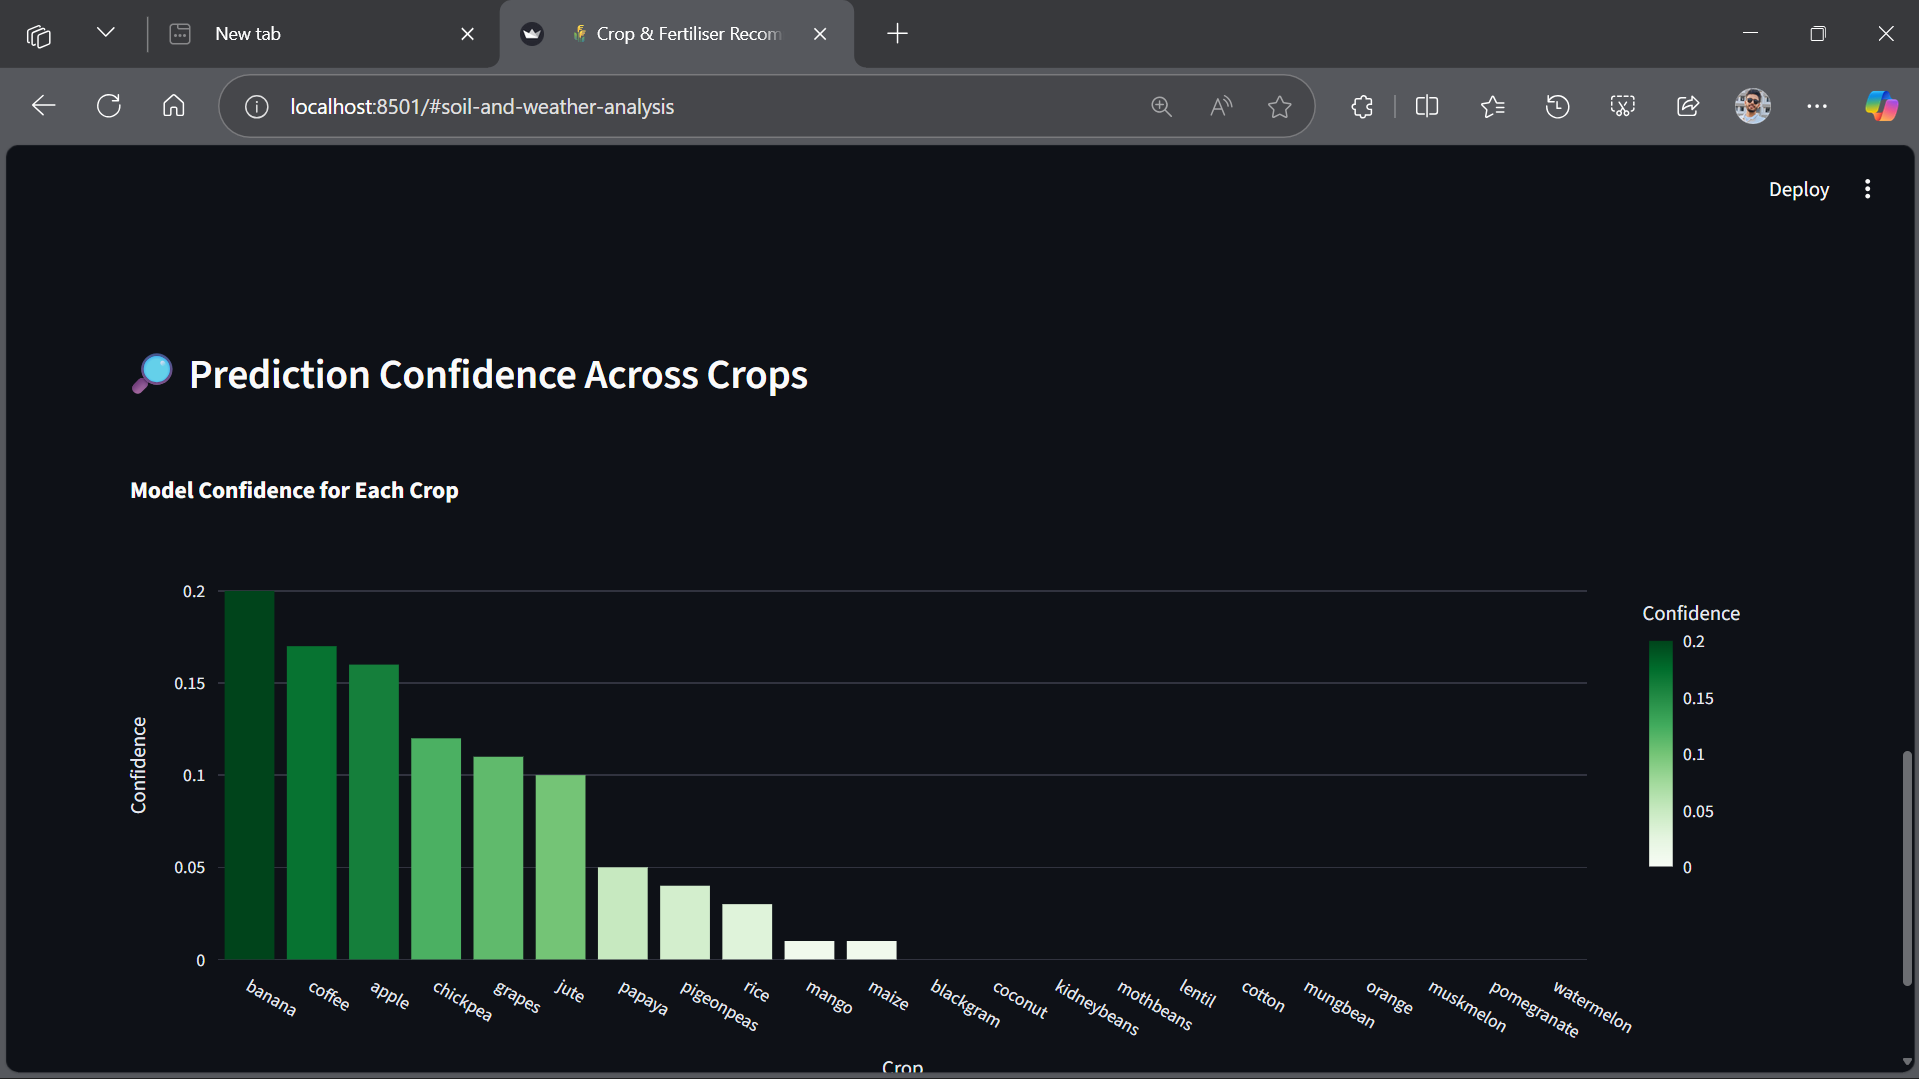 New tab
Crop & Fertiliser Recom
localhost:8501/#soil-and-weather-analysis
Deploy
Prediction Confidence Across Crops
Model Confidence for Each Crop
Confidence
0.2
0.15
0.1
0.05
0
banana
coffee
apple
chickpea
grapes
jute
papaya
pigeonpeas
rice
mango
maize
blackgram
coconut
kidneybeans
mothbeans
lentil
cotton
mungbean
orange
muskmelon
pomegranate
watermelon
Crop
Confidence
0.2
0.15
0.1
0.05
0